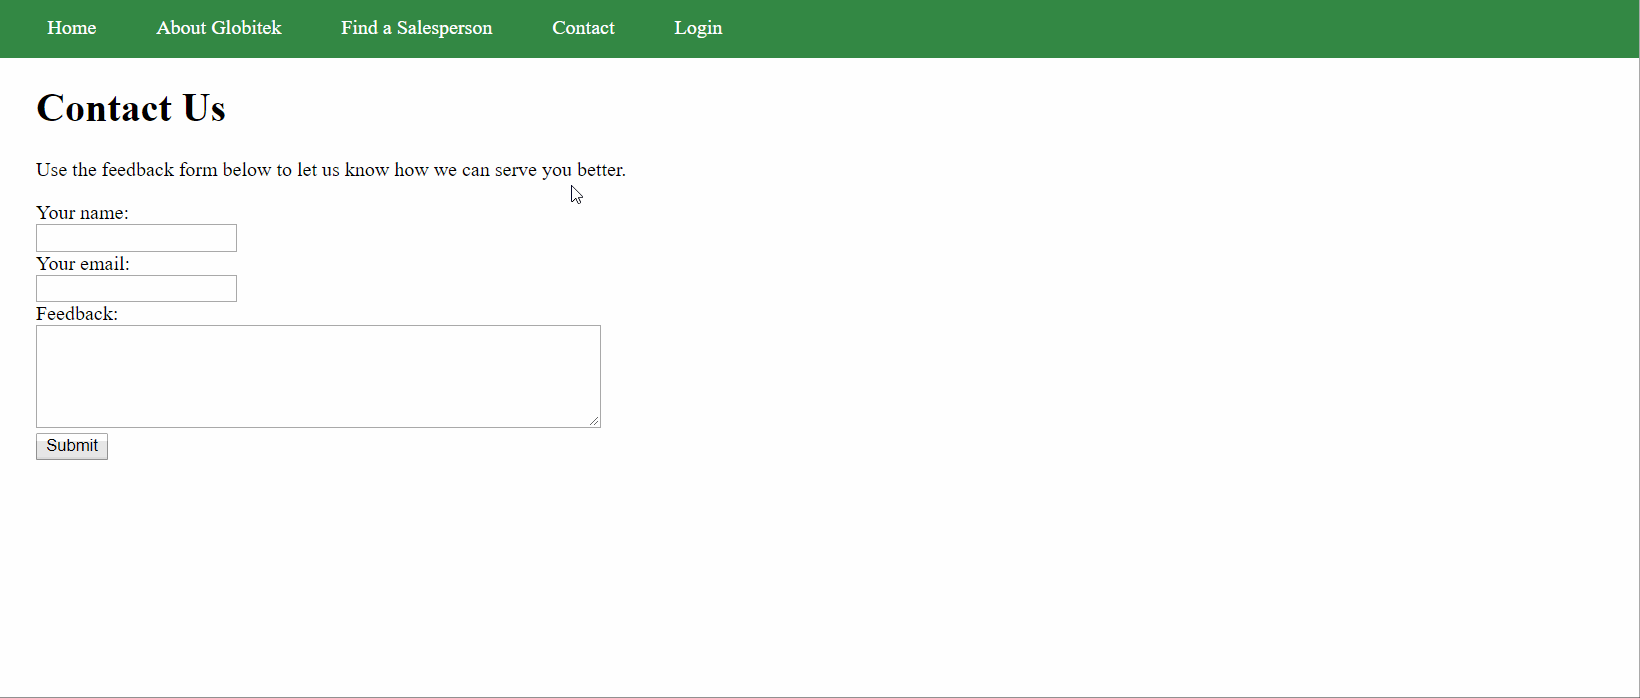 Home About Globitek Find a Salesperson Contact Login
Contact Us
Use the feedback form below to let us know how we can serve you better.
Your name:
Your email:
Feedback:
Submit